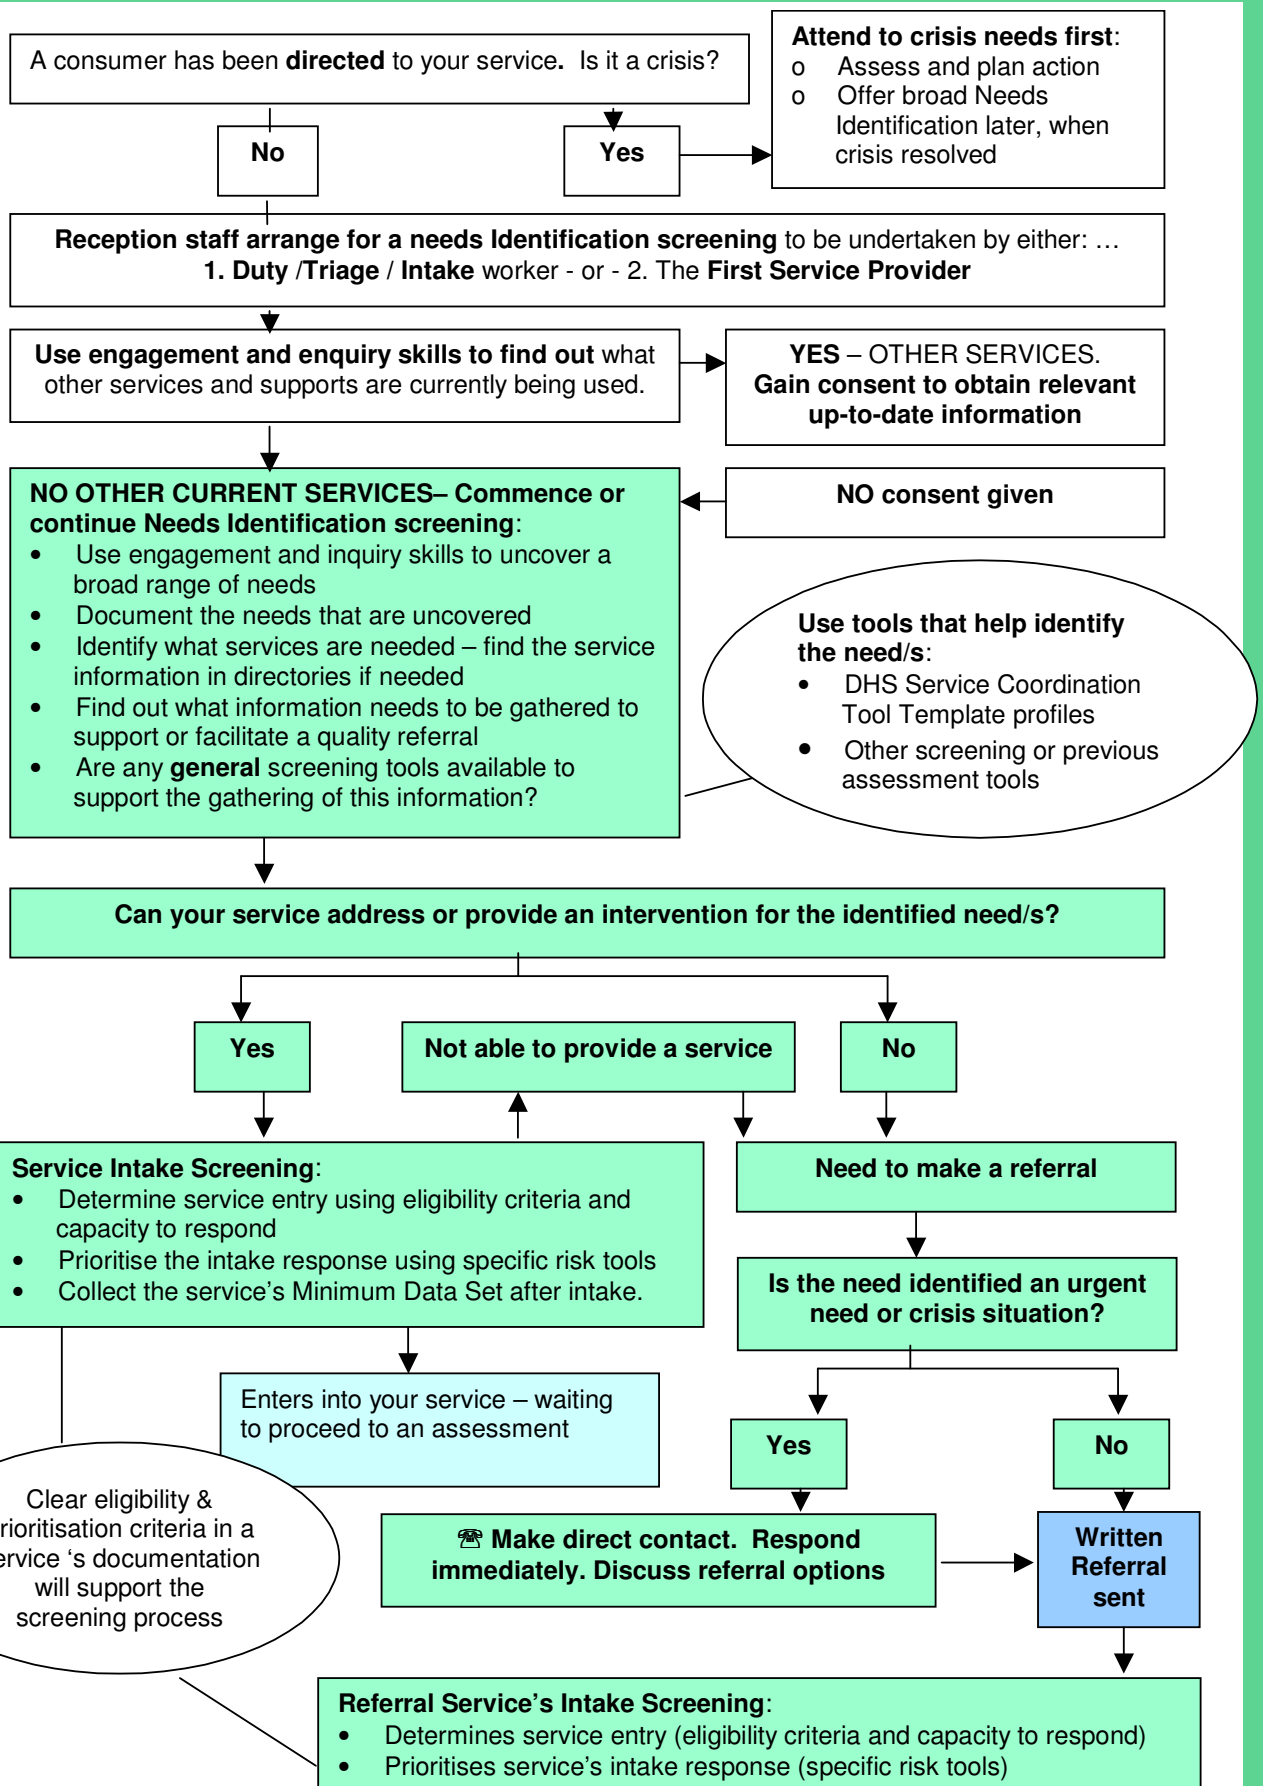 A consumer has been directed to your service. Is it a crisis?
Attend to crisis needs first:
o Assess and plan action
o Offer broad Needs
Identification later, when
crisis resolved
No
Yes
Reception staff arrange for a needs Identification screening to be undertaken by either: …
1. Duty /Triage / Intake worker - or - 2. The First Service Provider
Use engagement and enquiry skills to find out what
other services and supports are currently being used.
YES – OTHER SERVICES.
Gain consent to obtain relevant
up-to-date information
NO OTHER CURRENT SERVICES– Commence or
continue Needs Identification screening:
• Use engagement and inquiry skills to uncover a
broad range of needs
• Document the needs that are uncovered
• Identify what services are needed – find the service
information in directories if needed
• Find out what information needs to be gathered to
support or facilitate a quality referral
• Are any general screening tools available to
support the gathering of this information?
NO consent given
Use tools that help identify
the need/s:
• DHS Service Coordination
Tool Template profiles
• Other screening or previous
assessment tools
Can your service address or provide an intervention for the identified need/s?
Yes
Not able to provide a service
No
Service Intake Screening:
• Determine service entry using eligibility criteria and
capacity to respond
• Prioritise the intake response using specific risk tools
• Collect the service’s Minimum Data Set after intake.
Need to make a referral
Is the need identified an urgent
need or crisis situation?
Enters into your service – waiting
to proceed to an assessment
Yes
No
Clear eligibility &
rioritisation criteria in a
ervice ‘s documentation
will support the
screening process
☎ Make direct contact. Respond
immediately. Discuss referral options
Written
Referral
sent
Referral Service’s Intake Screening:
• Determines service entry (eligibility criteria and capacity to respond)
• Prioritises service’s intake response (specific risk tools)